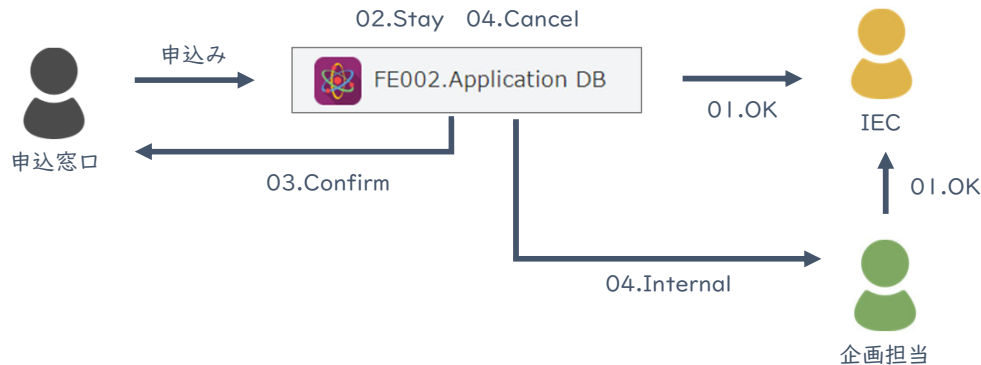 02.Stay 04.Cancel
申込み
FE002.Application DB
01.OK
IEC
申込窓口
03.Confirm
01.OK
04.Internal
企画担当